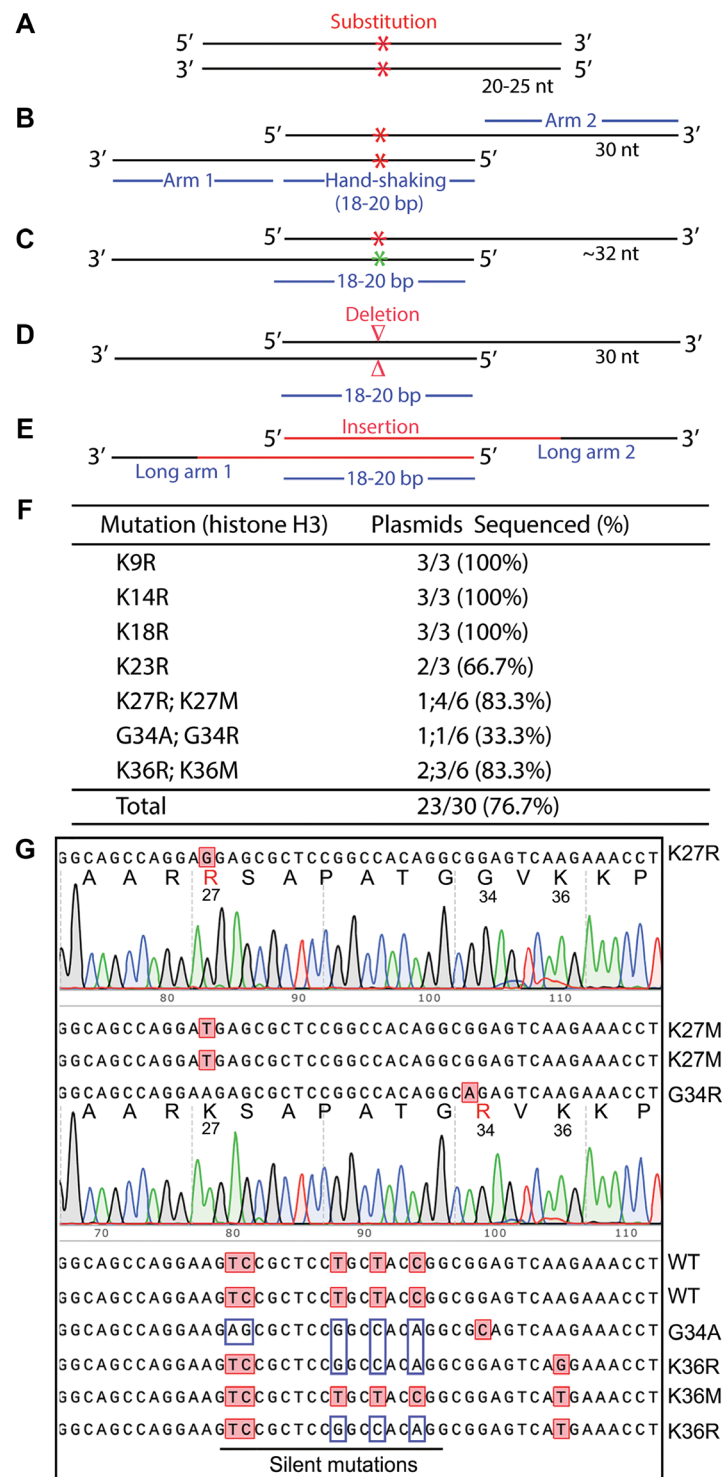 A
Substitution
5′ 3′
3′ 5′
20-25 nt
B
Arm 2
5′ 3′
30 nt
3′ 5′
Arm 1 Hand-shaking
(18-20 bp)
C
5′ 3′
3′ 5′ ~32 nt
18-20 bp
D
Deletion
5′ 3′
3′ 5′ 30 nt
18-20 bp
E
Insertion
5′ 3′
3′ 5′ Long arm 2
Long arm 1 18-20 bp
F
Mutation (histone H3) Plasmids Sequenced (%)
K9R 3/3 (100%)
K14R 3/3 (100%)
K18R 3/3 (100%)
K23R 2/3 (66.7%)
K27R; K27M 1;4/6 (83.3%)
G34A; G34R 1;1/6 (33.3%)
K36R; K36M 2;3/6 (83.3%)
Total 23/30 (76.7%)
G
GGCAGCCAGGAGGAGCGCTCCGGCCACAGGCGGAGTCAAGAAACCT K27R
A A R R S A P A T G G V K K P
27 34 36
80 90 100 110
GGCAGCCAGGATGAGCGCTCCGGCCACAGGCGGAGTCAAGAAACCT K27M
GGCAGCCAGGATGAGCGCTCCGGCCACAGGCGGAGTCAAGAAACCT K27M
GGCAGCCAGGAAGAGCGCTCCGGCCACAGGCAGAGTCAAGAAACCT G34R
A A R K S A P A T G R V K K P
27 34 36
70 80 90 100 110
GGCAGCCAGGAAGTCCGCTCCTGCTACCGGCGGAGTCAAGAAACCT WT
GGCAGCCAGGAAGTCCGCTCCTGCTACCGGCGGAGTCAAGAAACCT WT
GGCAGCCAGGAAGAGCGCTCCGGCCACAGGCGCAGTCAAGAAACCT G34A
GGCAGCCAGGAAGTCCGCTCCGGCCACAGGCGGAGTCAGGAAACCT K36R
GGCAGCCAGGAAGTCCGCTCCTGCTACCGGCGGAGTCATGAAACCT K36M
GGCAGCCAGGAAGTCCGCTCCGGCCACAGGCGGAGTCATGAAACCT K36R
Silent mutations